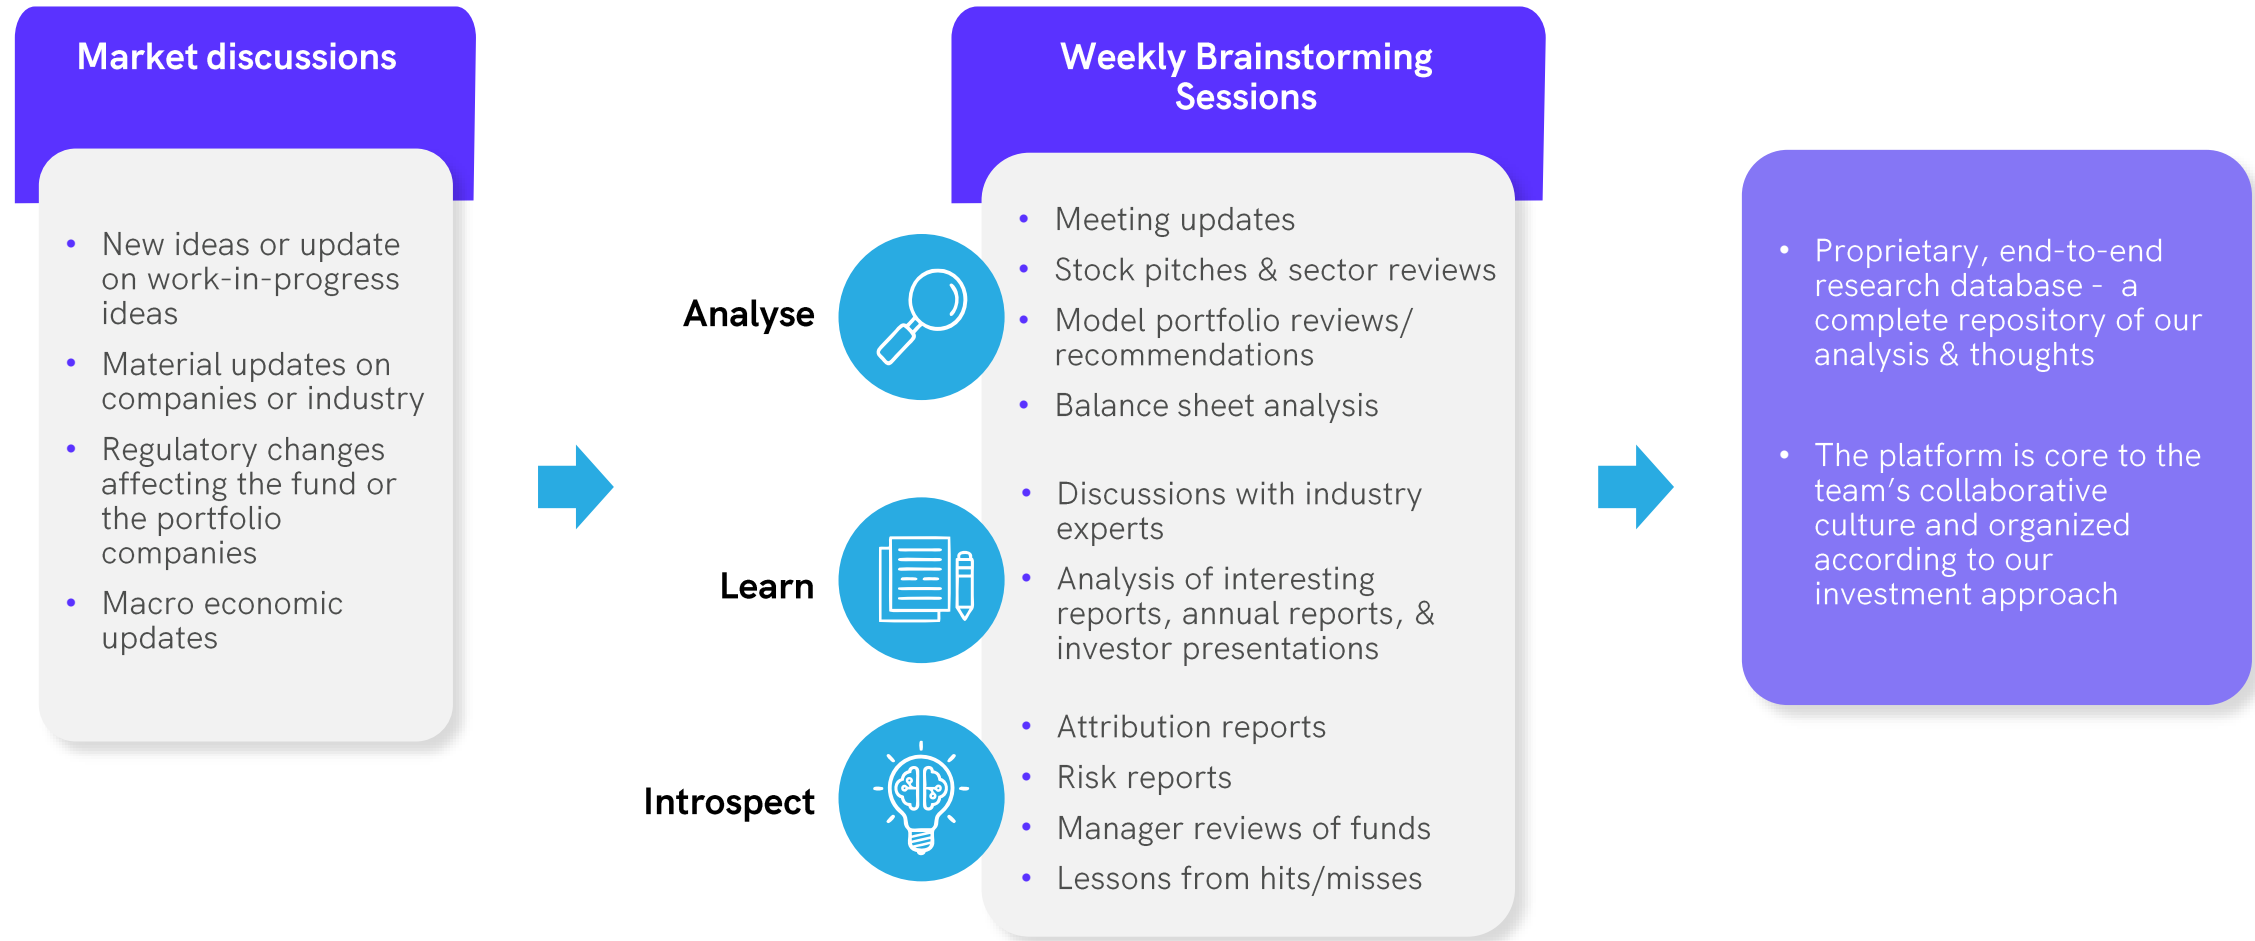 Market discussions
• New ideas or update
on work-in-progress
ideas
• Material updates on
companies or industry
• Regulatory changes
affecting the fund or
the portfolio
companies
• Macro economic
updates
Weekly Brainstorming
Sessions
Analyse
• Meeting updates
• Stock pitches & sector reviews
• Model portfolio reviews/
recommendations
• Balance sheet analysis
Learn
• Discussions with industry
experts
• Analysis of interesting
reports, annual reports, &
investor presentations
Introspect
• Attribution reports
• Risk reports
• Manager reviews of funds
• Lessons from hits/misses
• Proprietary, end-to-end
research database - a
complete repository of our
analysis & thoughts
• The platform is core to the
team’s collaborative
culture and organized
according to our
investment approach